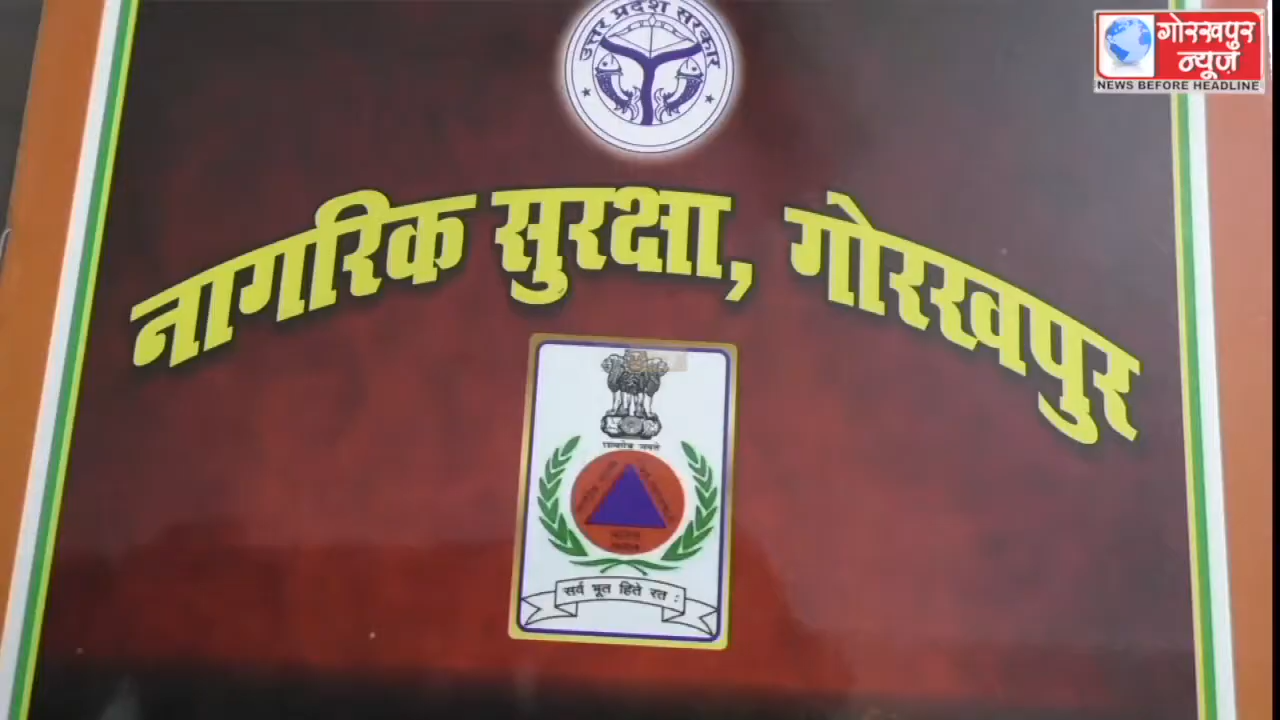 उत्तर प्रदेश सरकार
गोरखपुर
न्यूज़
NEWS BEFORE HEADLINE
नागरिक सुरक्षा, गोरखपुर
सत्यमेव जयते
सर्व भूत हिते रत :